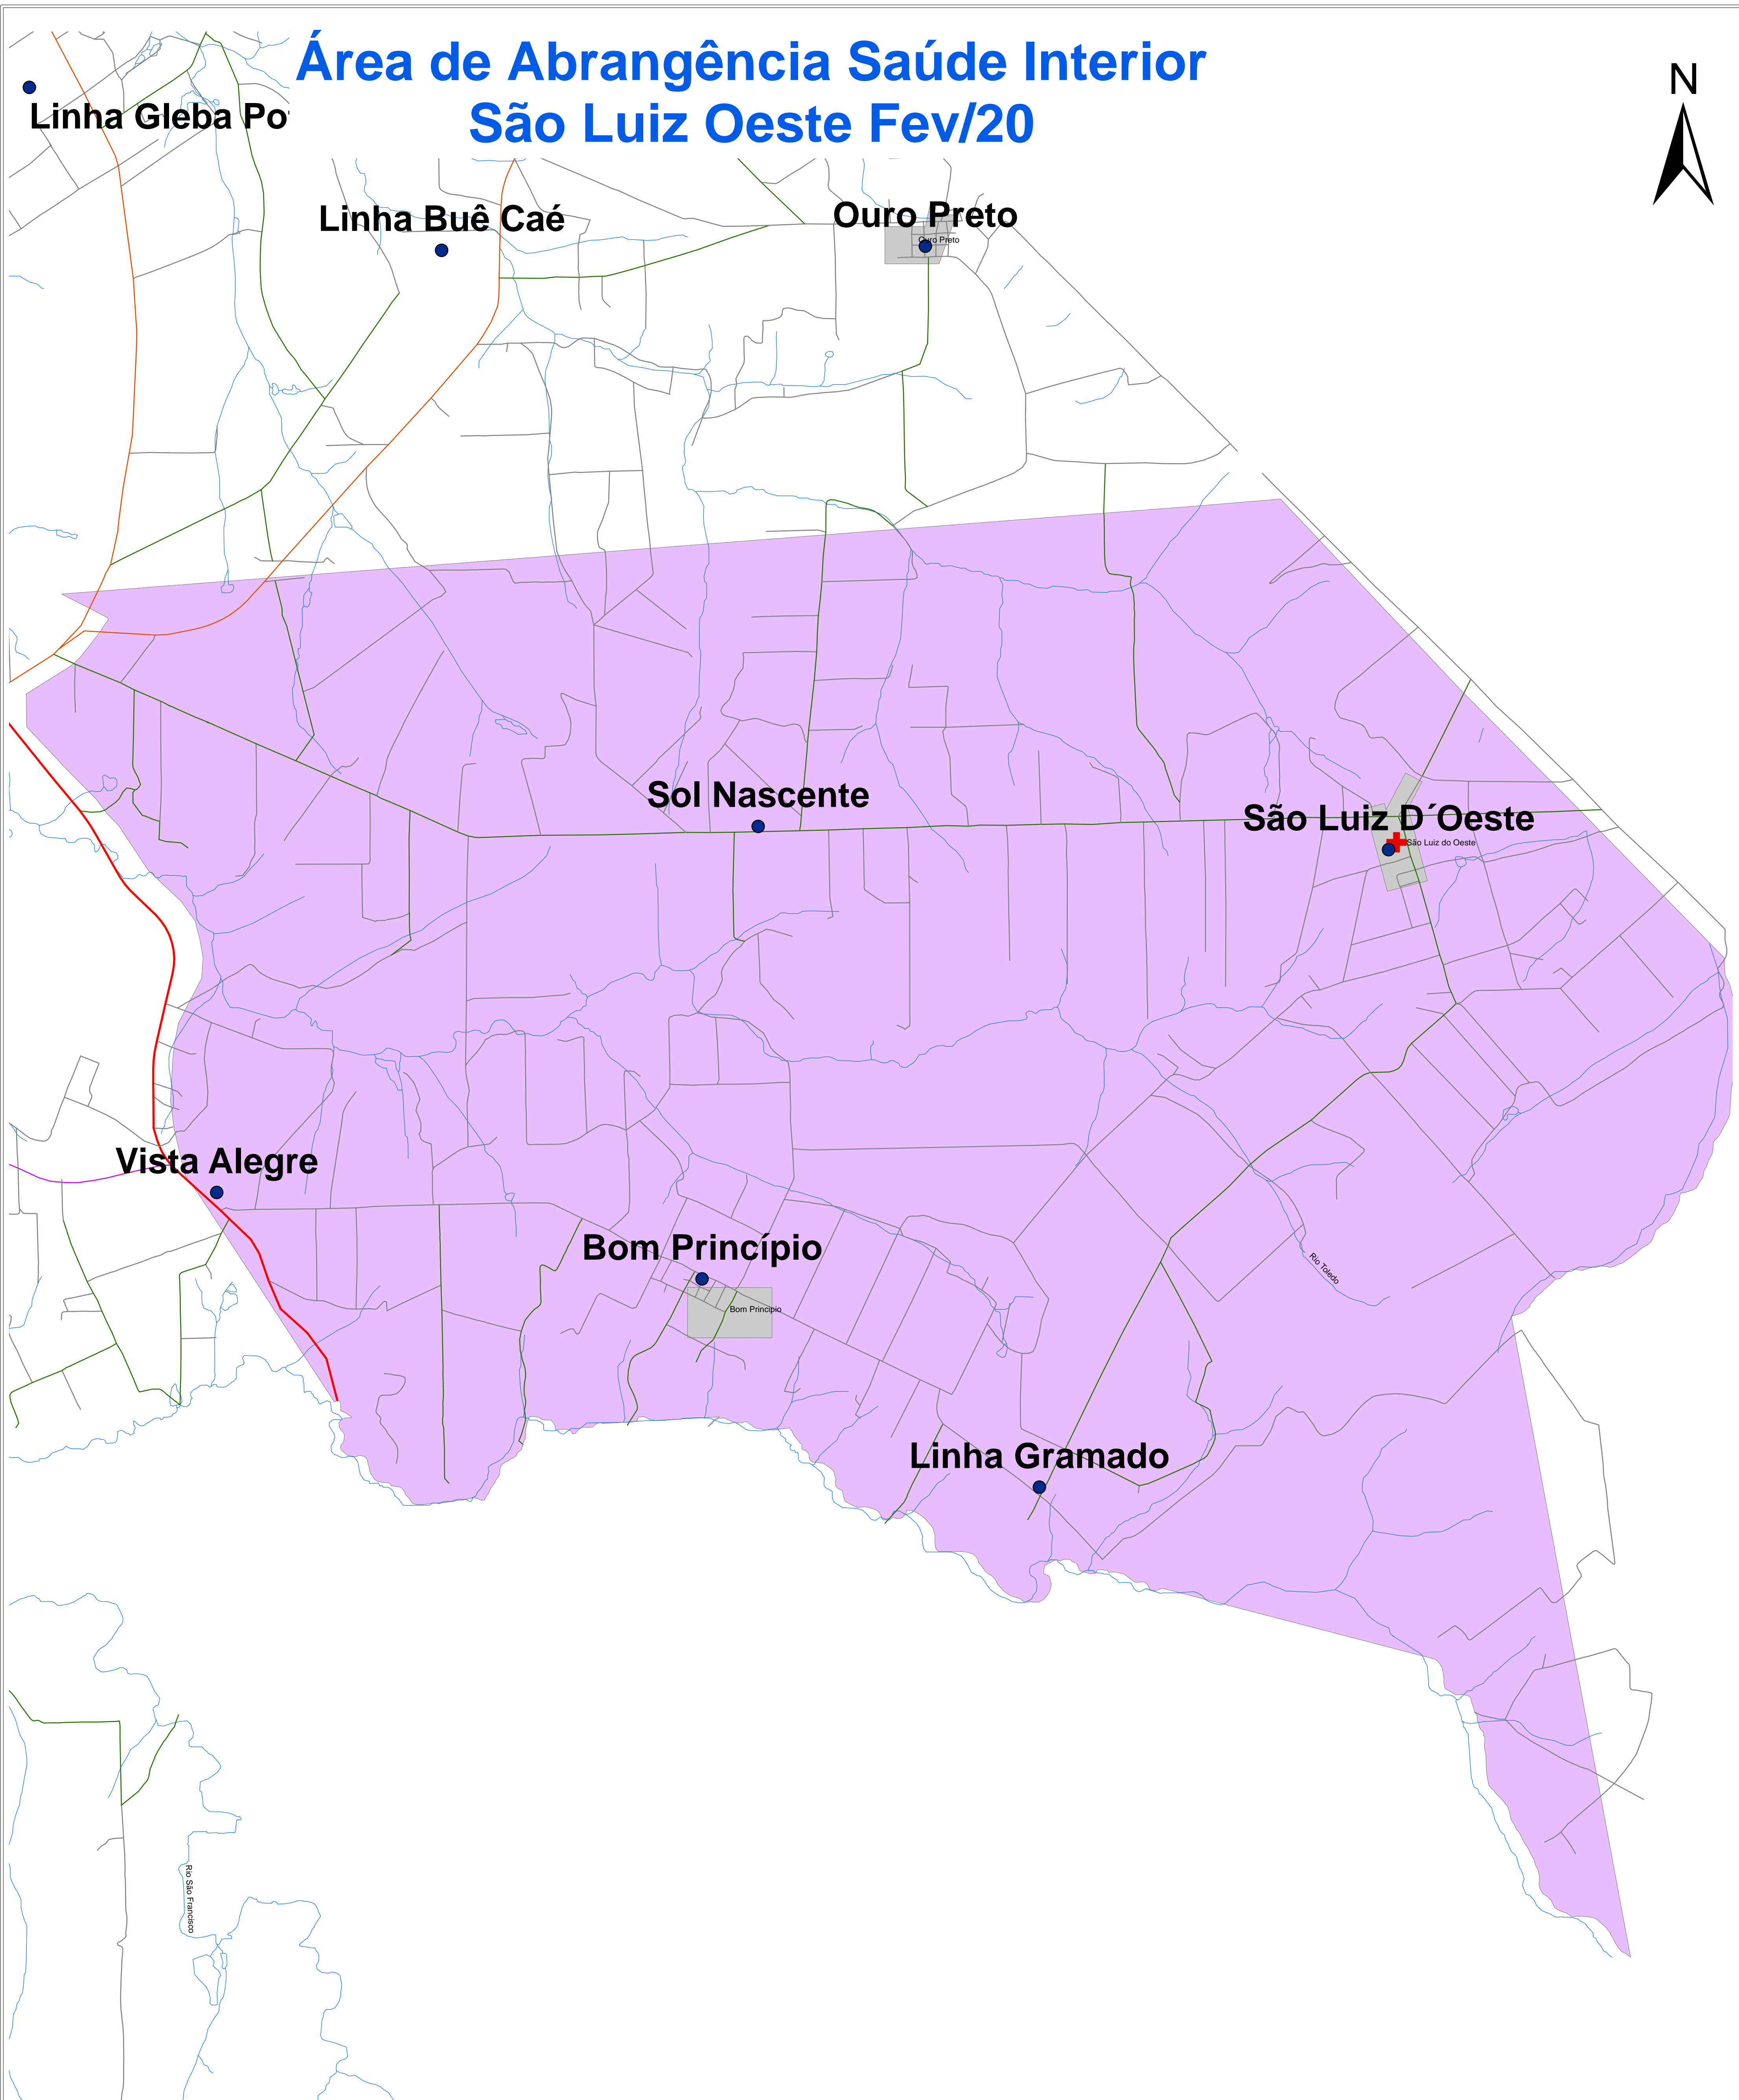 Área de Abrangência Saúde Interior
São Luiz Oeste Fev/20
N
Linha Gleba Po
Linha Buê Caé
Ouro Preto
Ouro Preto
Sol Nascente
São Luiz D´Oeste
São Luiz do Oeste
Vista Alegre
Bom Princípio
Bom Principio
Rio Toledo
Linha Gramado
Rio São Francisco